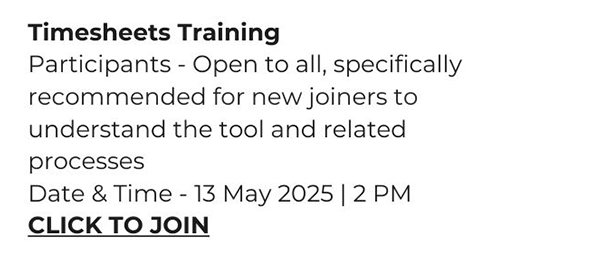 Timesheets Training
Participants - Open to all, specifically
recommended for new joiners to
understand the tool and related
processes
Date & Time - 13 May 2025 | 2 PM
CLICK TO JOIN